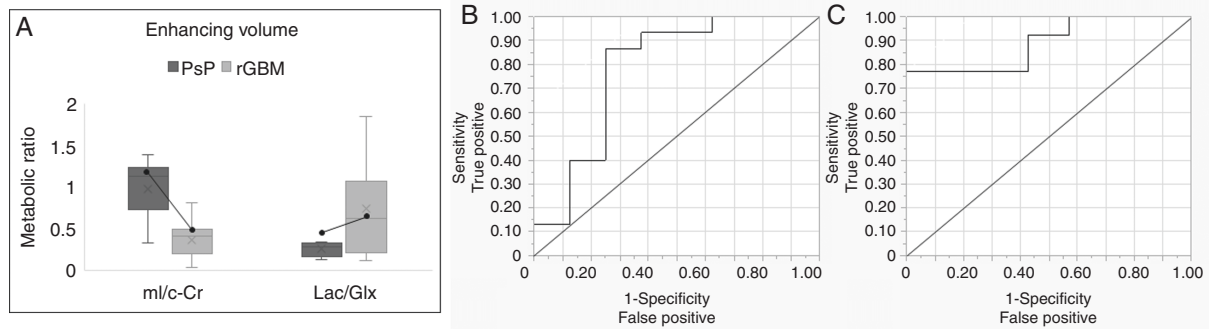 A
Enhancing volume
PsP rGBM
Metabolic ratio
2
1.5
1
0.5
0
ml/c-Cr Lac/Glx
B
Sensitivity
True positive
1.00
0.90
0.80
0.70
0.60
0.50
0.40
0.30
0.20
0.10
0
0.20 0.40 0.60 0.80 1.00
1-Specificity
False positive
C
Sensitivity
True positive
1.00
0.90
0.80
0.70
0.60
0.50
0.40
0.30
0.20
0.10
0
0.20 0.40 0.60 0.80 1.00
1-Specificity
False positive